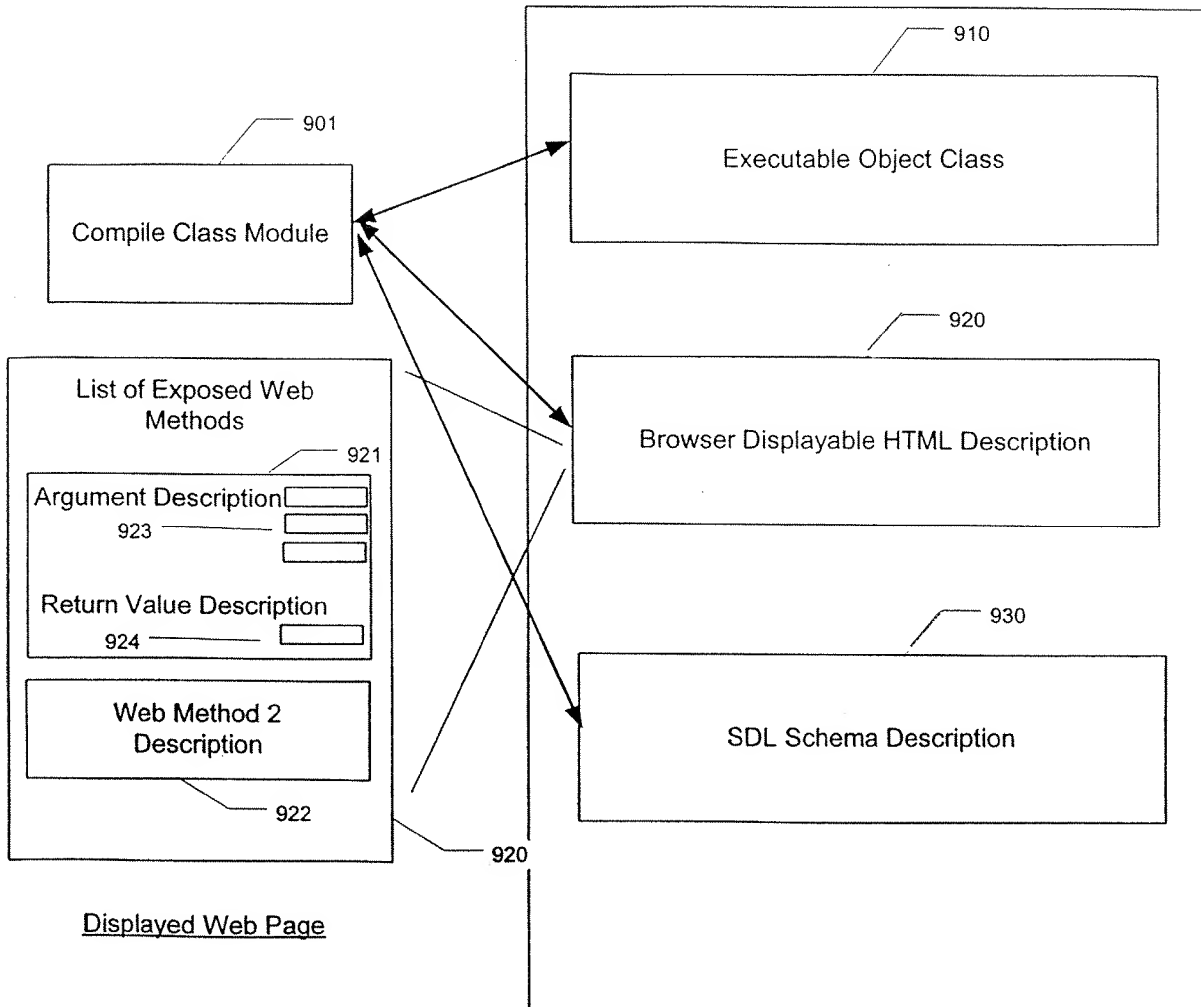 910
901
Executable Object Class
Compile Class Module
920
List of Exposed Web
Methods
Browser Displayable HTML Description
921
Argument Description
923
Return Value Description
924
930
Web Method 2
Description
SDL Schema Description
922
920
Displayed Web Page